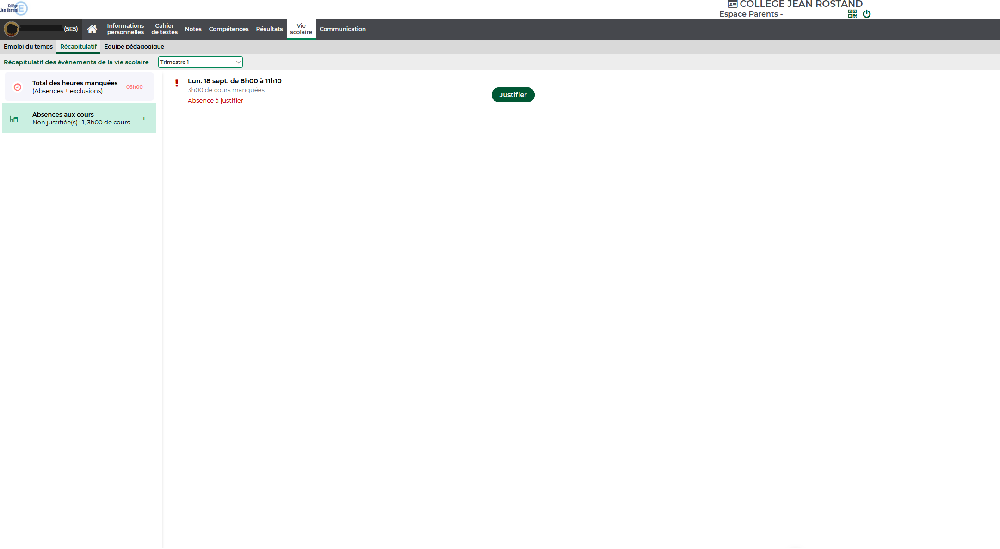 Collège
Jean Rostand E
COLLEGE JEAN ROSTAND
Espace Parents -
(5E5)
Informations
personnelles
Cahier
de textes
Notes
Compétences
Résultats
Vie
scolaire
Communication
Emploi du temps
Récapitulatif
Equipe pédagogique
Récapitulatif des évènements de la vie scolaire
Trimestre 1
Total des heures manquées
(Absences + exclusions)
03h00
Absences aux cours
Non justifiée(s) : 1, 3h00 de cours ...
1
Lun. 18 sept. de 8h00 à 11h10
3h00 de cours manquées
Absence à justifier
Justifier